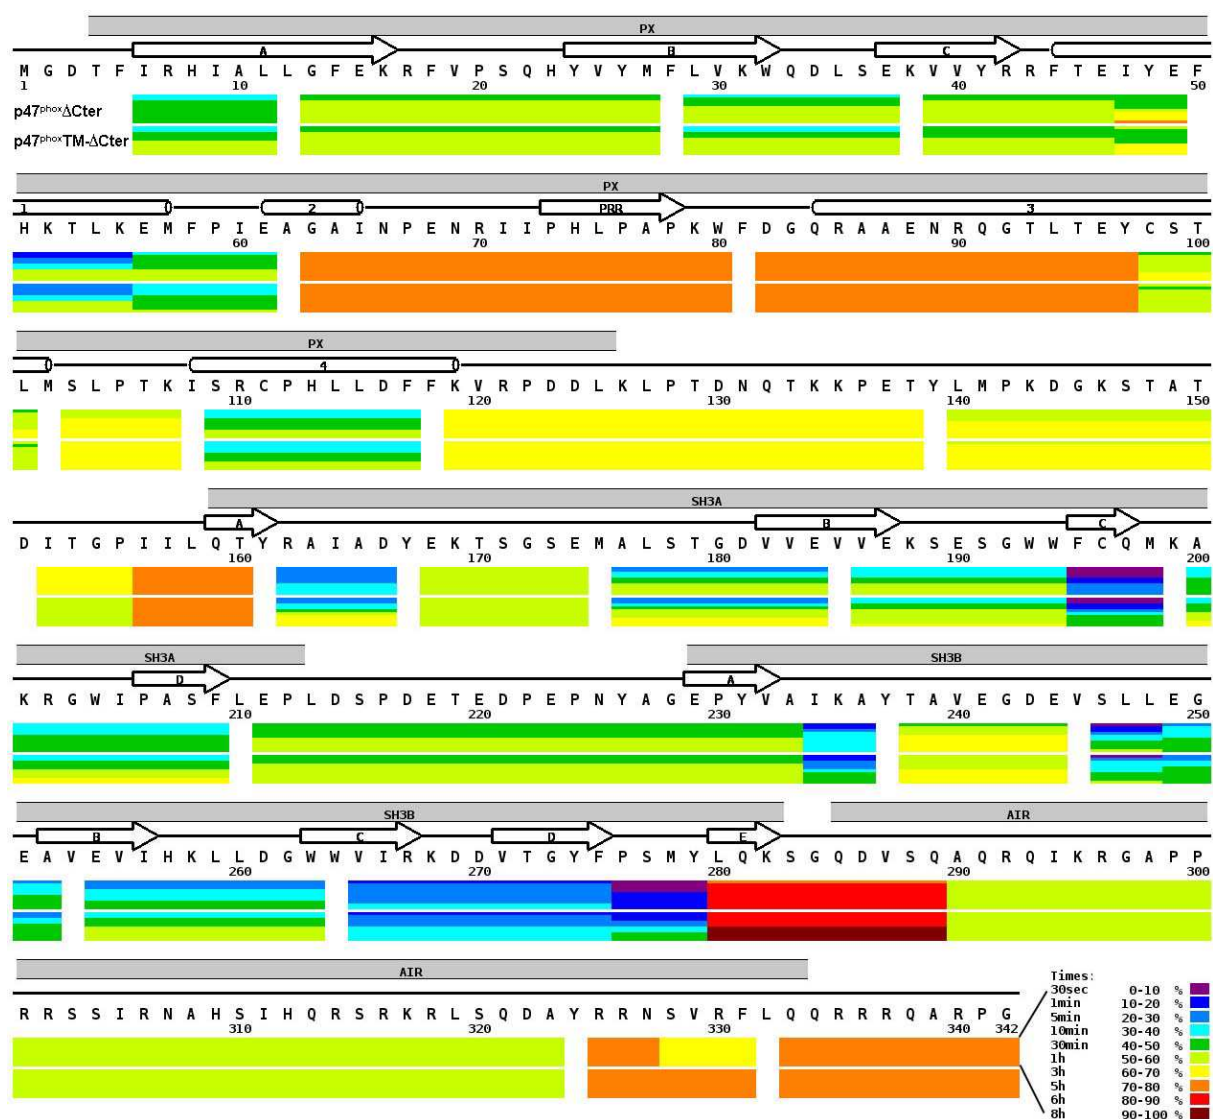 PX
A B C
M G D T F I R H I A L L G F E K R F V P S Q H Y V Y M F L V K W Q D L S E K V V Y R R F T E I Y E F
1 10 20 30 40 50
p47phoxΔCter
p47phoxTM-ΔCter
PX
1 2 PRR 3
H K T L K E M F P I E A G A I N P E N R I I P H L P A P K W F D G Q R A A E N R Q G T L T E Y C S T
60 70 80 90 100
PX
4
L M S L P T K I S R C P H L L D F F K V R P D D L K L P T D N Q T K K P E T Y L M P K D G K S T A T
110 120 130 140 150
SH3A
A B C
D I T G P I I L Q T Y R A I A D Y E K T S G S E M A L S T G D V V E V V E K S E S G W W F C Q M K A
160 170 180 190 200
SH3A SH3B
D A
K R G W I P A S F L E P L D S P D E T E D P E P N Y A G E P Y V A I K A Y T A V E G D E V S L L E G
210 220 230 240 250
SH3B AIR
B C D E
E A V E V I H K L L D G W W V I R K D D V T G Y F P S M Y L Q K S G Q D V S Q A Q R Q I K R G A P P
260 270 280 290 300
AIR
R R S S I R N A H S I H Q R S R K R L S Q D A Y R R N S V R F L Q Q R R R Q A R P G
310 320 330 340 342
Times:
30sec 0-10 %
1min 10-20 %
5min 20-30 %
10min 30-40 %
30min 40-50 %
1h 50-60 %
3h 60-70 %
5h 70-80 %
6h 80-90 %
8h 90-100 %